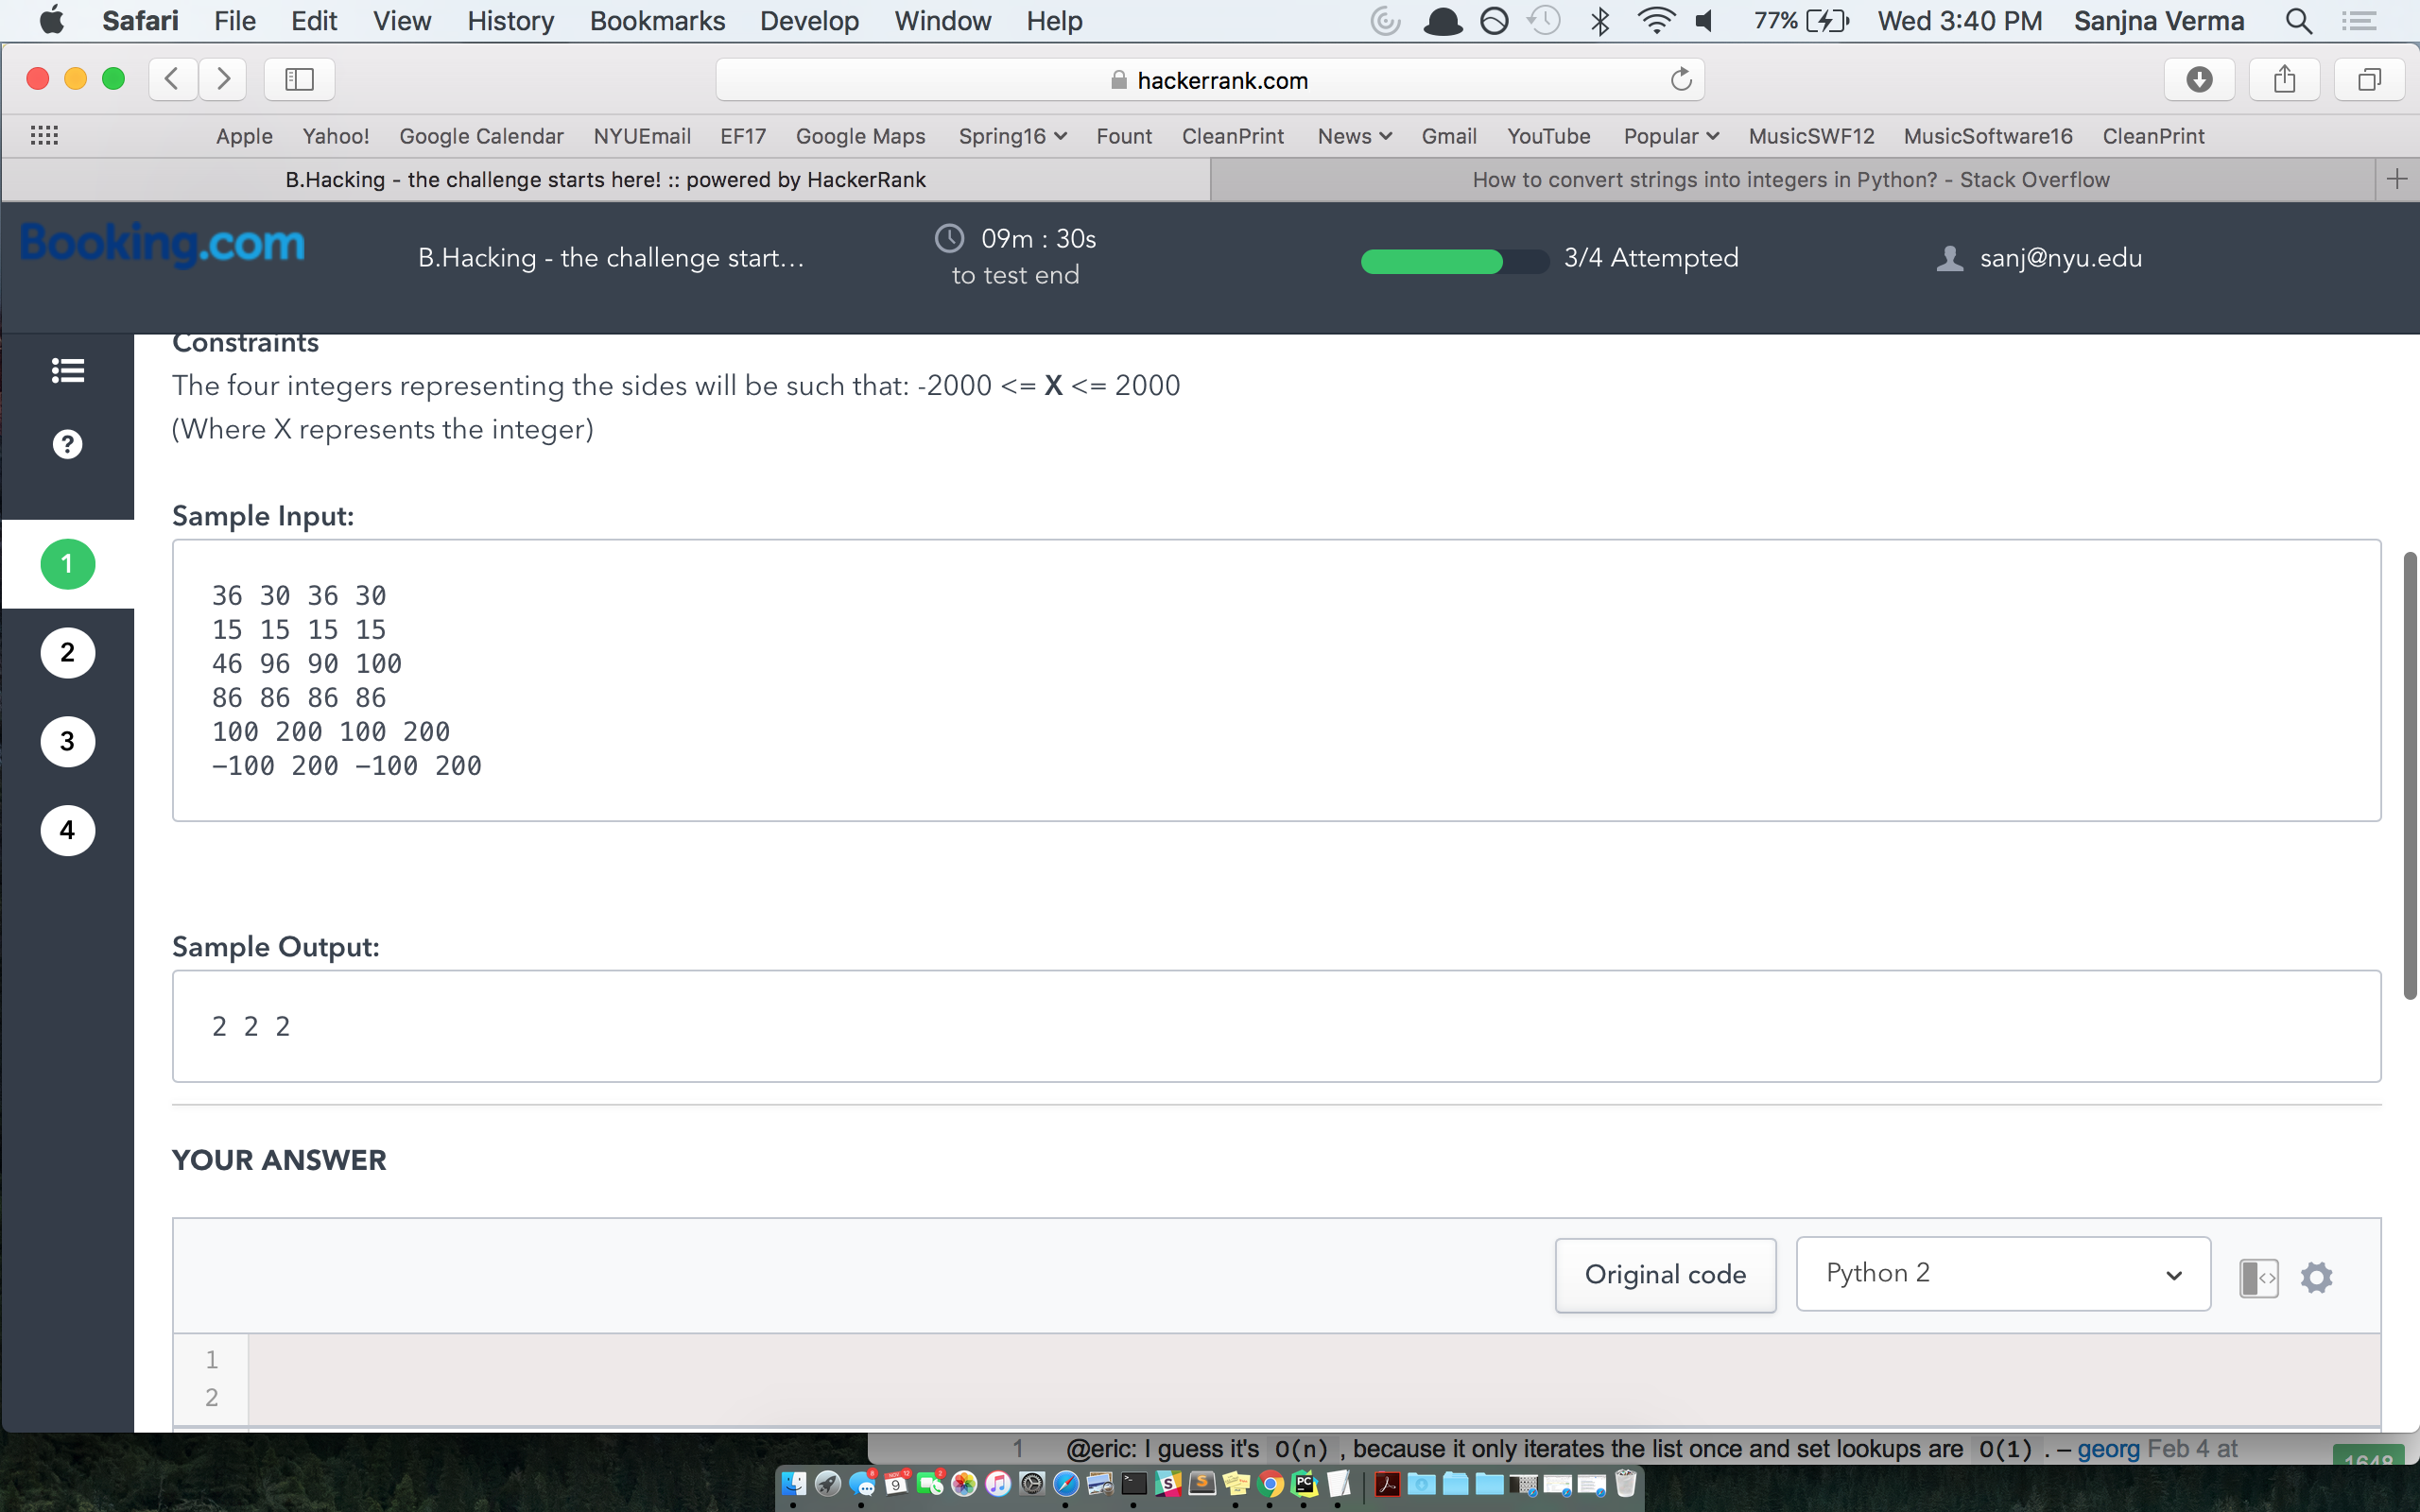 Safari File Edit View History Bookmarks Develop Window Help 77% Wed 3:40 PM Sanjna Verma
hackerrank.com
Apple Yahoo! Google Calendar NYUEmail EF17 Google Maps Spring16 Fount CleanPrint News Gmail YouTube Popular MusicSWF12 MusicSoftware16 CleanPrint
B.Hacking - the challenge starts here! :: powered by HackerRank How to convert strings into integers in Python? - Stack Overflow +
Booking.com B.Hacking - the challenge start... 09m : 30s 3/4 Attempted sanj@nyu.edu
to test end
Constraints
The four integers representing the sides will be such that: -2000 <= X <= 2000
?
(Where X represents the integer)
Sample Input:
1
36 30 36 30
15 15 15 15
2
46 96 90 100
86 86 86 86
3
100 200 100 200
-100 200 -100 200
4
Sample Output:
2 2 2
YOUR ANSWER
Original code Python 2
1
2
1 @eric: I guess it's O(n) , because it only iterates the list once and set lookups are O(1) . – georg Feb 4 at
1648